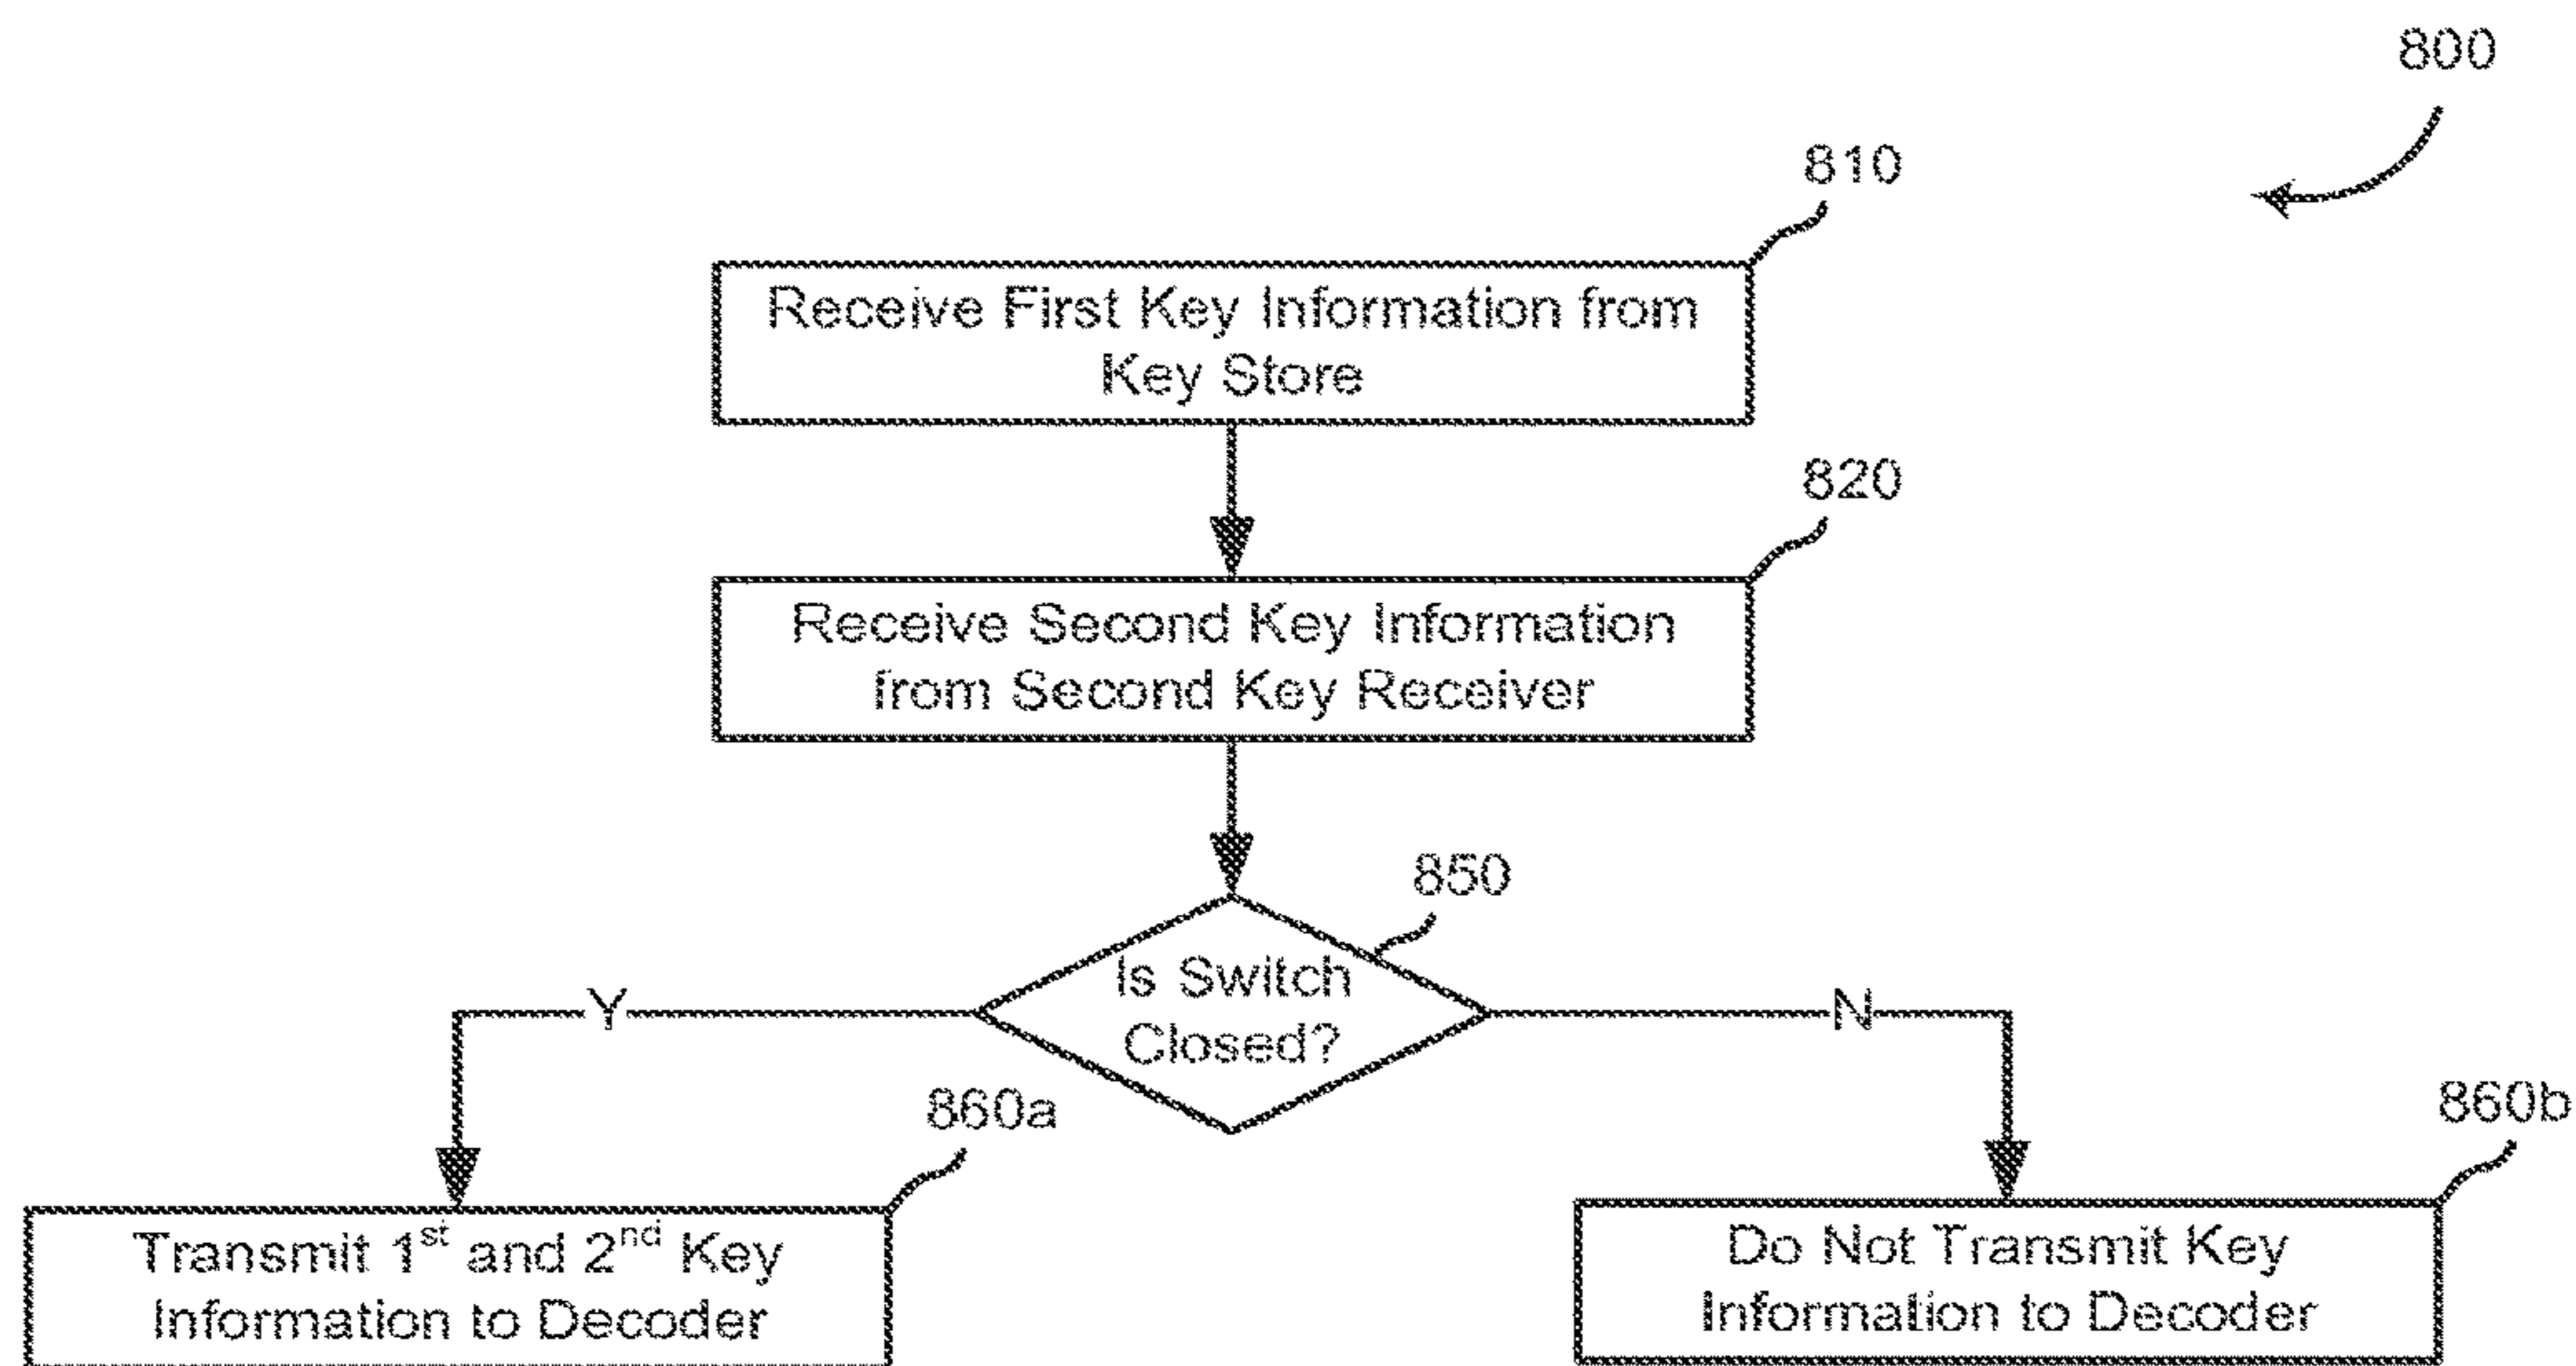 800
810
Receive First Key Information from
Key Store
820
Receive Second Key Information
from Second Key Receiver
850
Is Switch
Closed?
Y
N
860a
860b
Transmit 1st and 2nd Key
Information to Decoder
Do Not Transmit Key
Information to Decoder